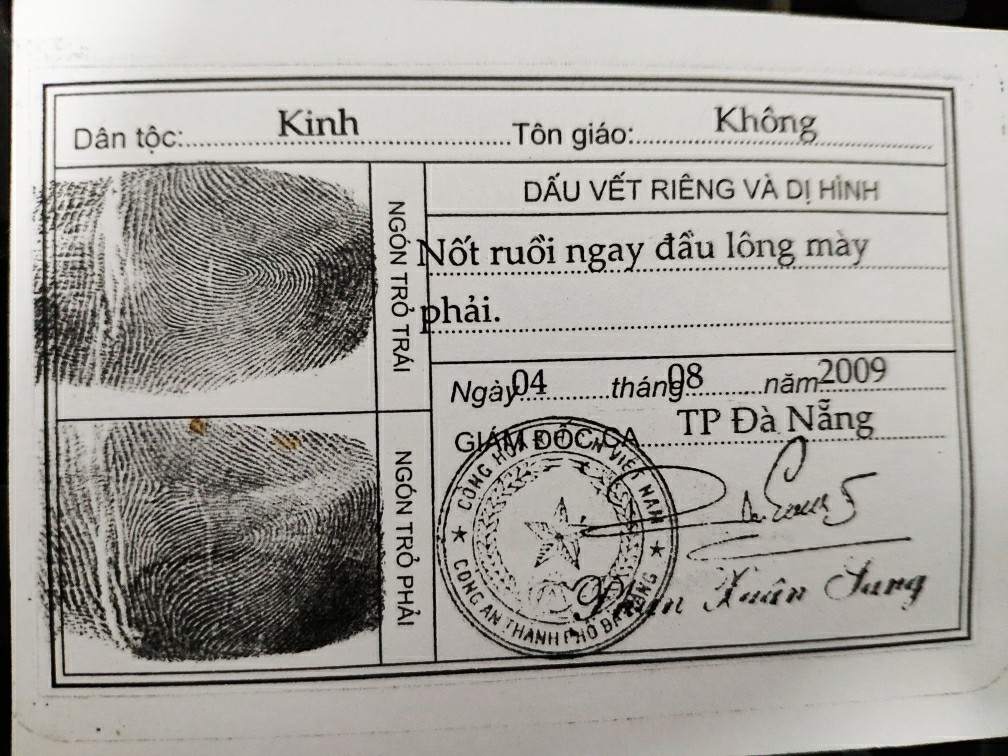 Dân tộc: Kinh Tôn giáo: Không
DẤU VẾT RIÊNG VÀ DỊ HÌNH
NGÓN TRỎ TRÁI
Nốt ruồi ngay đầu lông mày
phải.
Ngày 04 tháng 08 năm 2009
GIÁM ĐỐC CA TP Đà Nẵng
NGÓN TRỎ PHẢI
CÔNG AN THÀNH PHỐ ĐÀ NẴNG
Xuân Sang